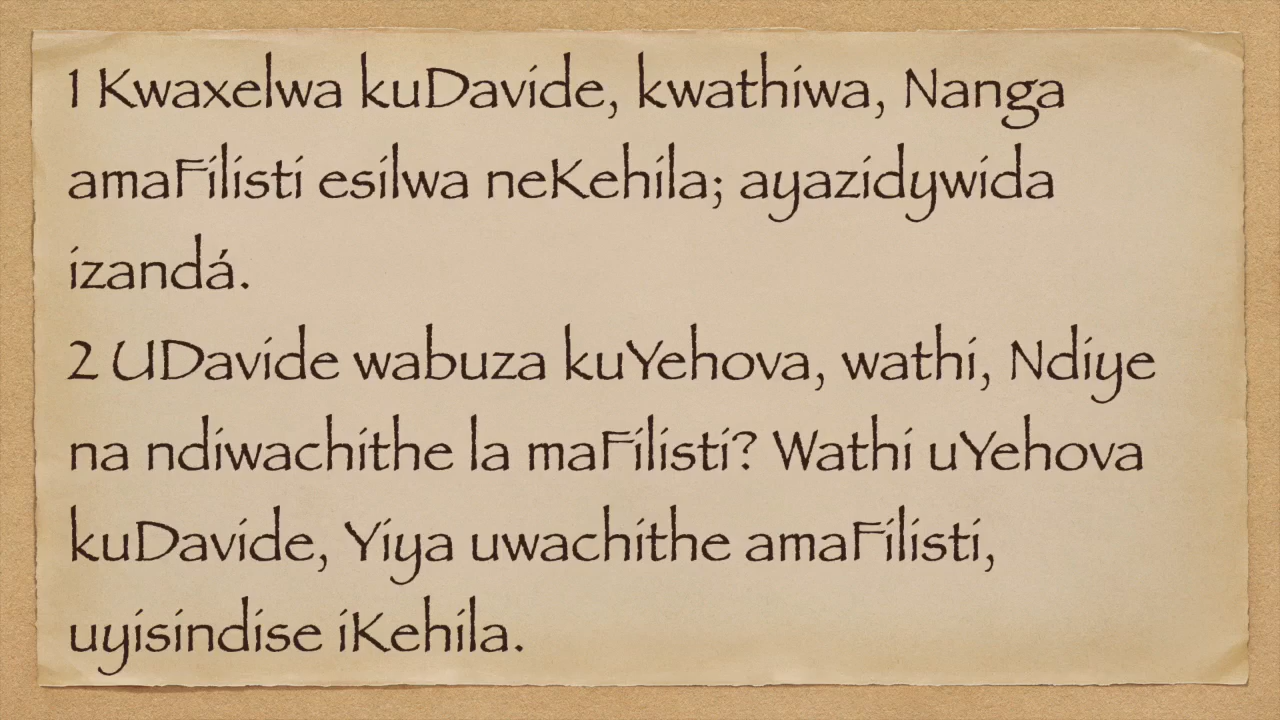 1 Kwaxelwa kuDavide, kwathiwa, Nanga
amaFilisti esilwa neKehila; ayazidywida
izandá.
2 UDavide wabuza kuYehova, wathi, Ndiye
na ndiwachithe la maFilisti? Wathi uYehova
kuDavide, Yiya uwachithe amaFilisti,
uyisindise iKehila.